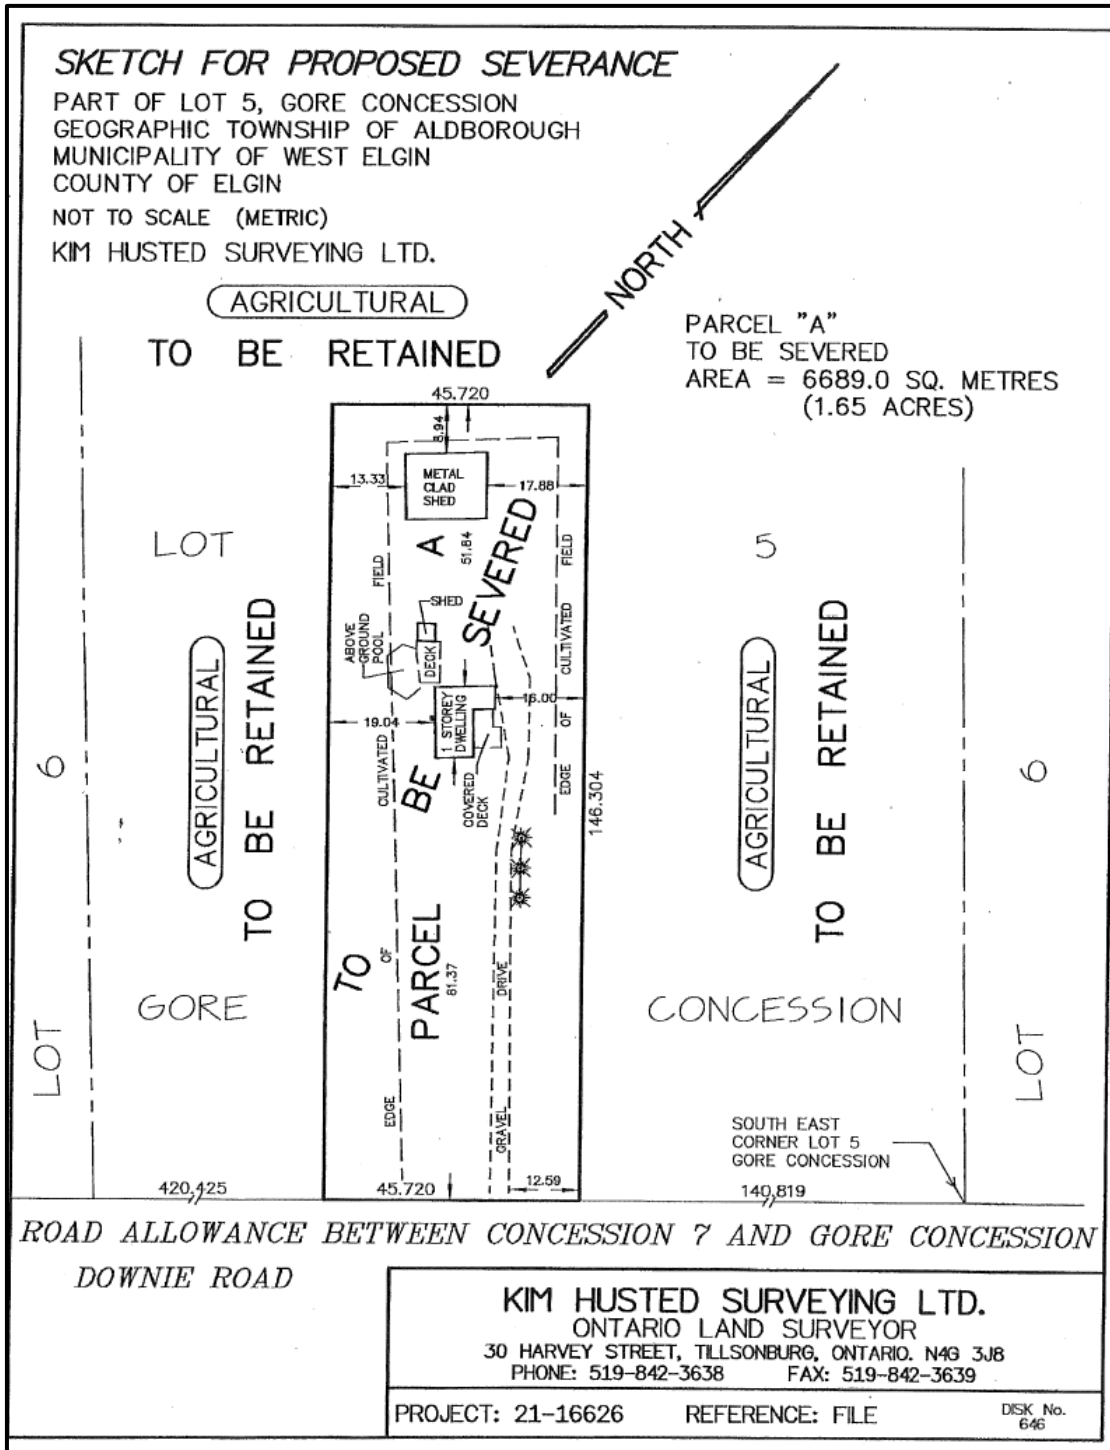 SKETCH FOR PROPOSED SEVERANCE
PART OF LOT 5, GORE CONCESSION
GEOGRAPHIC TOWNSHIP OF ALDBOROUGH
MUNICIPALITY OF WEST ELGIN
COUNTY OF ELGIN
NOT TO SCALE (METRIC)
KIM HUSTED SURVEYING LTD.
NORTH
AGRICULTURAL
TO BE RETAINED
PARCEL "A"
TO BE SEVERED
AREA = 6689.0 SQ. METRES
(1.65 ACRES)
45.720
8.94
13.33
METAL
CLAD
SHED
17.88
LOT
5
A
51.84
SEVERED
FIELD
FIELD
SHED
ABOVE
GROUND
POOL
DECK
CULTIVATED
TO BE RETAINED
AGRICULTURAL
AGRICULTURAL
TO BE RETAINED
16.00
19.04
1 STOREY
DWELLING
OF
6
6
CULTIVATED
BE
COVERED
DECK
EDGE
146.304
TO
OF
PARCEL
81.37
DRIVE
GORE
CONCESSION
LOT
LOT
EDGE
GRAVEL
SOUTH EAST
CORNER LOT 5
GORE CONCESSION
420.425
45.720
12.59
140.819
ROAD ALLOWANCE BETWEEN CONCESSION 7 AND GORE CONCESSION
DOWNIE ROAD
KIM HUSTED SURVEYING LTD.
ONTARIO LAND SURVEYOR
30 HARVEY STREET, TILLSONBURG, ONTARIO. N4G 3J8
PHONE: 519-842-3638 FAX: 519-842-3639
PROJECT: 21-16626 REFERENCE: FILE
DISK No.
646